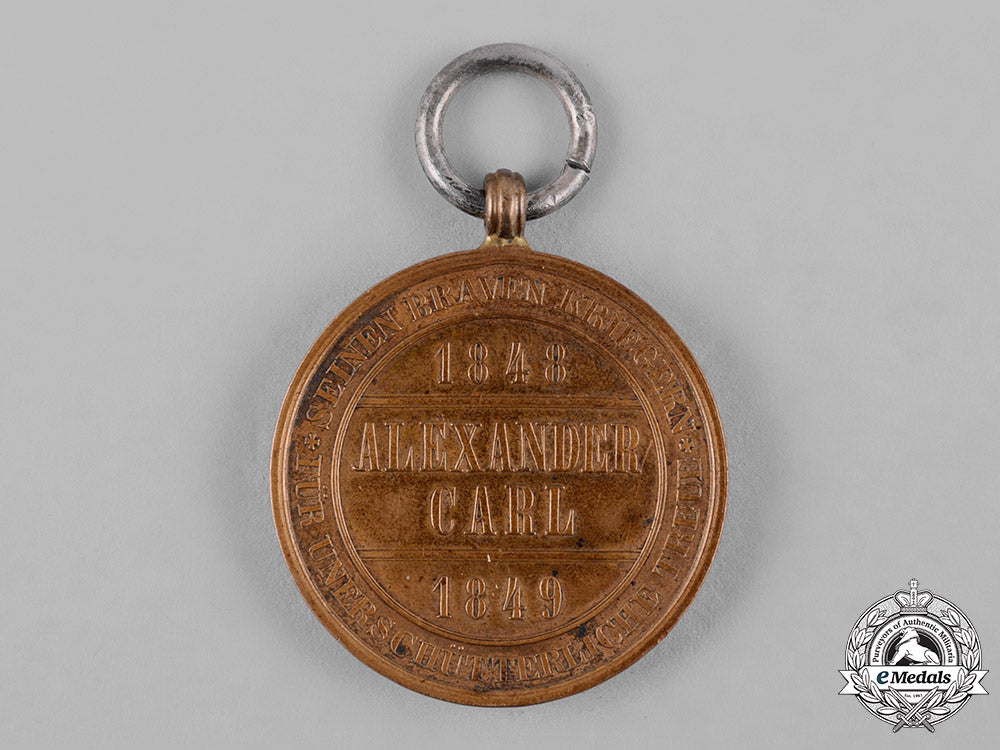 SEINEN BRAVEN KRIEGERN * FÜR UNERSCHÜTTERLICHE TREUE *
1848
ALEXANDER
CARL
1849
Purveyors of Authentic Militaria
eMedals